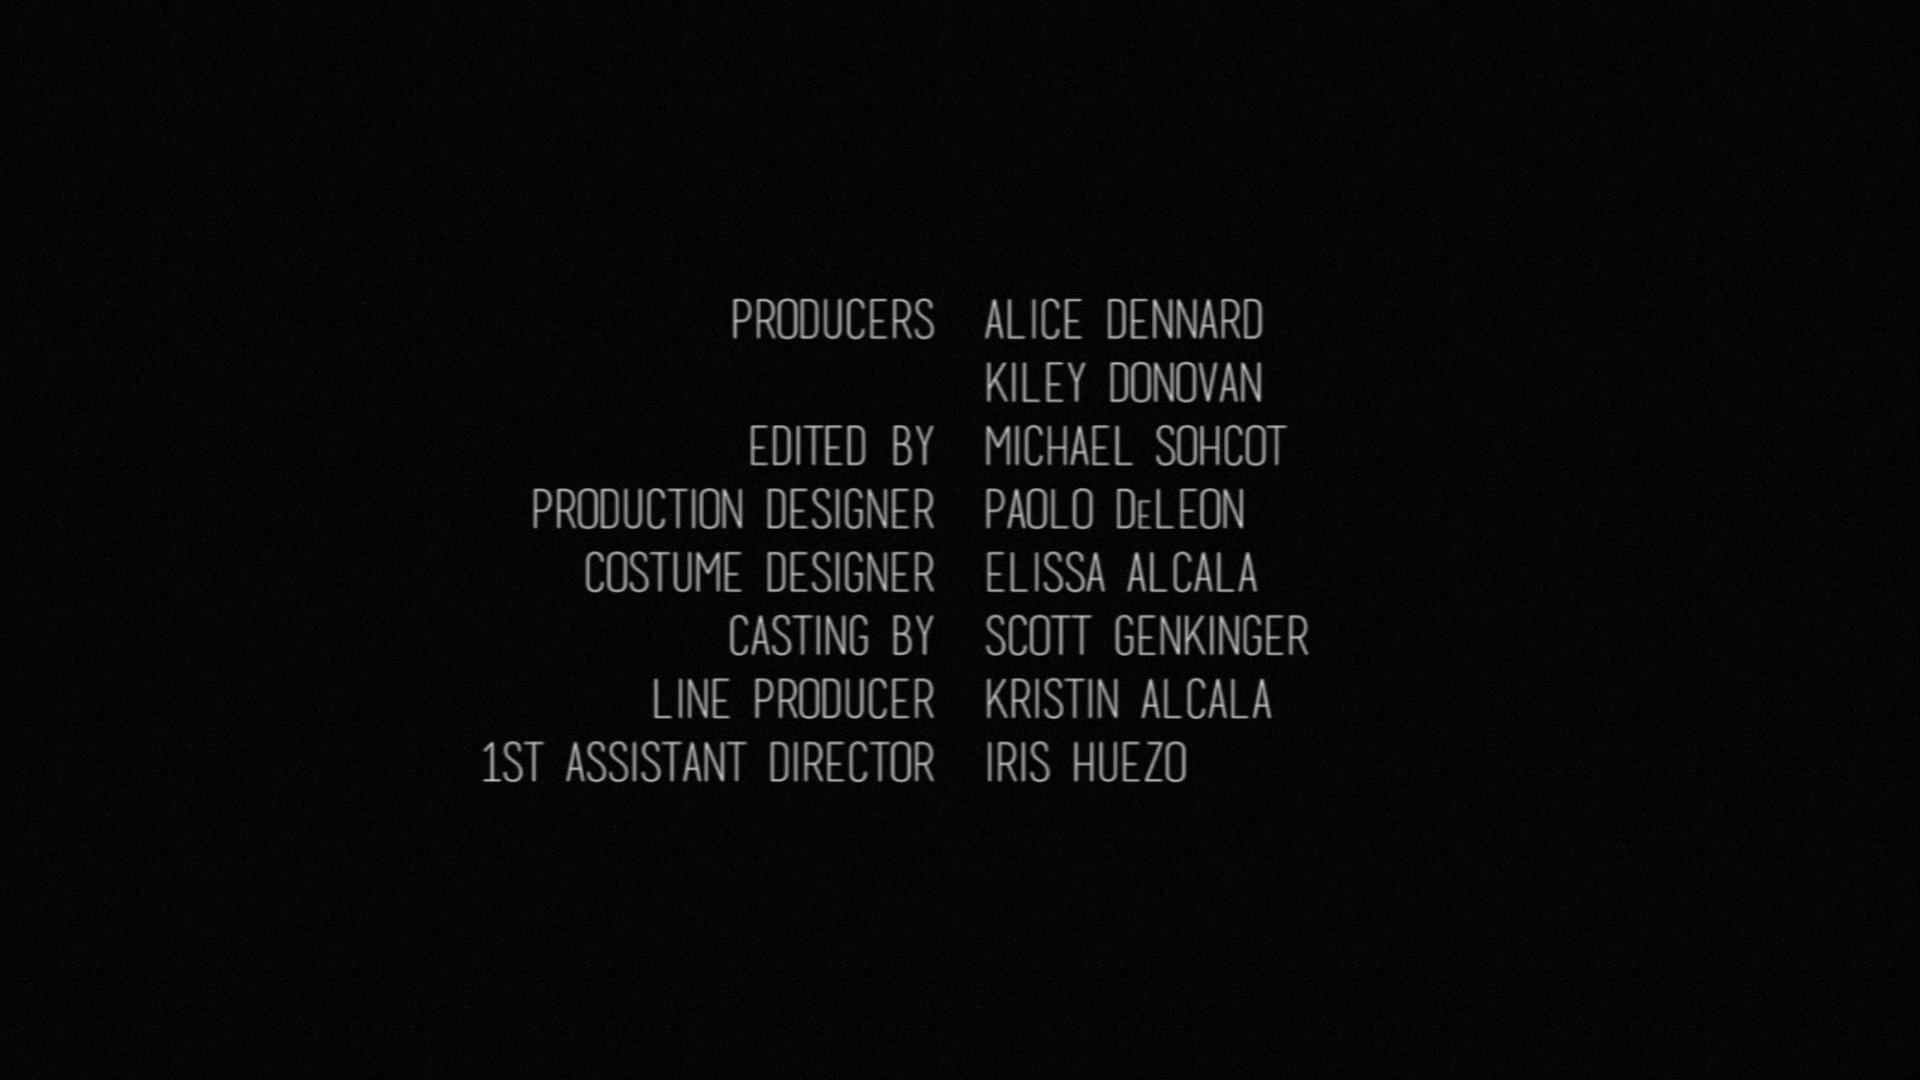 PRODUCERS ALICE DENNARD
KILEY DONOVAN
EDITED BY MICHAEL SOHCOT
PRODUCTION DESIGNER PAOLO DeLEON
COSTUME DESIGNER ELISSA ALCALA
CASTING BY SCOTT GENKINGER
LINE PRODUCER KRISTIN ALCALA
1ST ASSISTANT DIRECTOR IRIS HUEZO